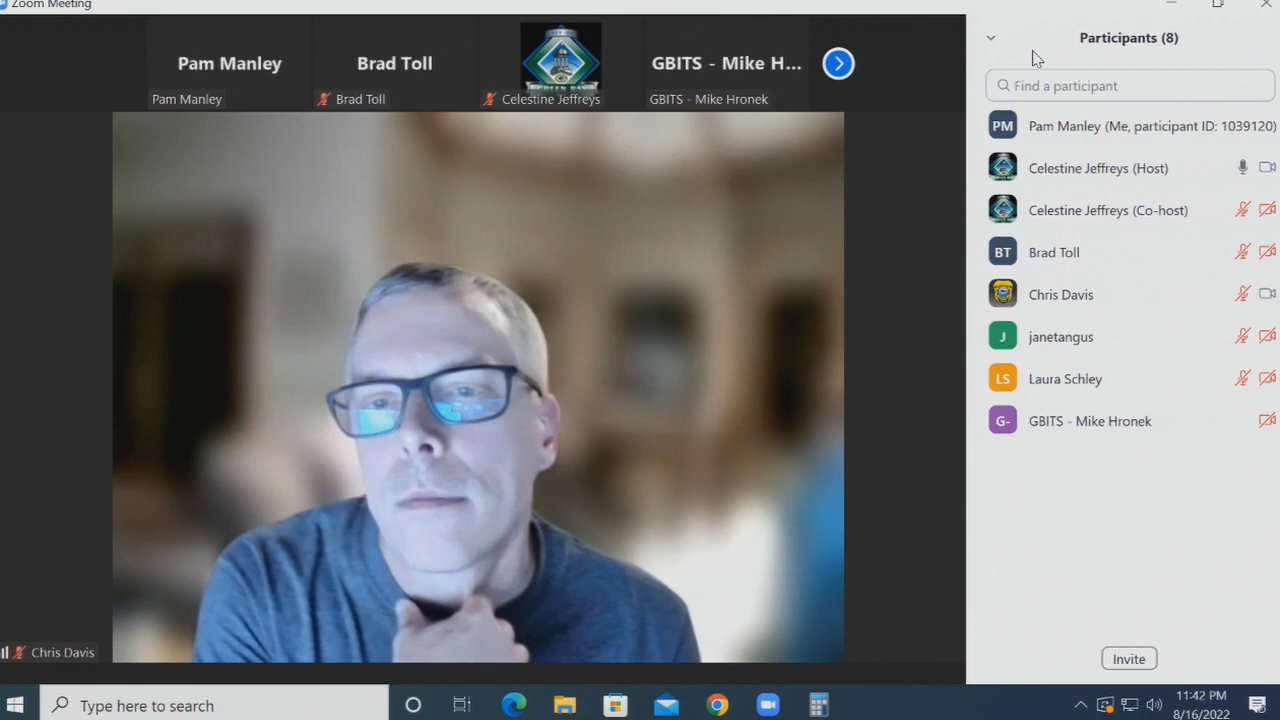 Zoom Meeting
Pam Manley
Brad Toll
GBITS - Mike H...
Pam Manley
Brad Toll
Celestine Jeffreys
GBITS - Mike Hronek
GREEN BAY
Chris Davis
Participants (8)
Find a participant
PM Pam Manley (Me, participant ID: 1039120)
Celestine Jeffreys (Host)
Celestine Jeffreys (Co-host)
BT Brad Toll
Chris Davis
J janetangus
LS Laura Schley
G- GBITS - Mike Hronek
Invite
Type here to search
11:42 PM
8/16/2022